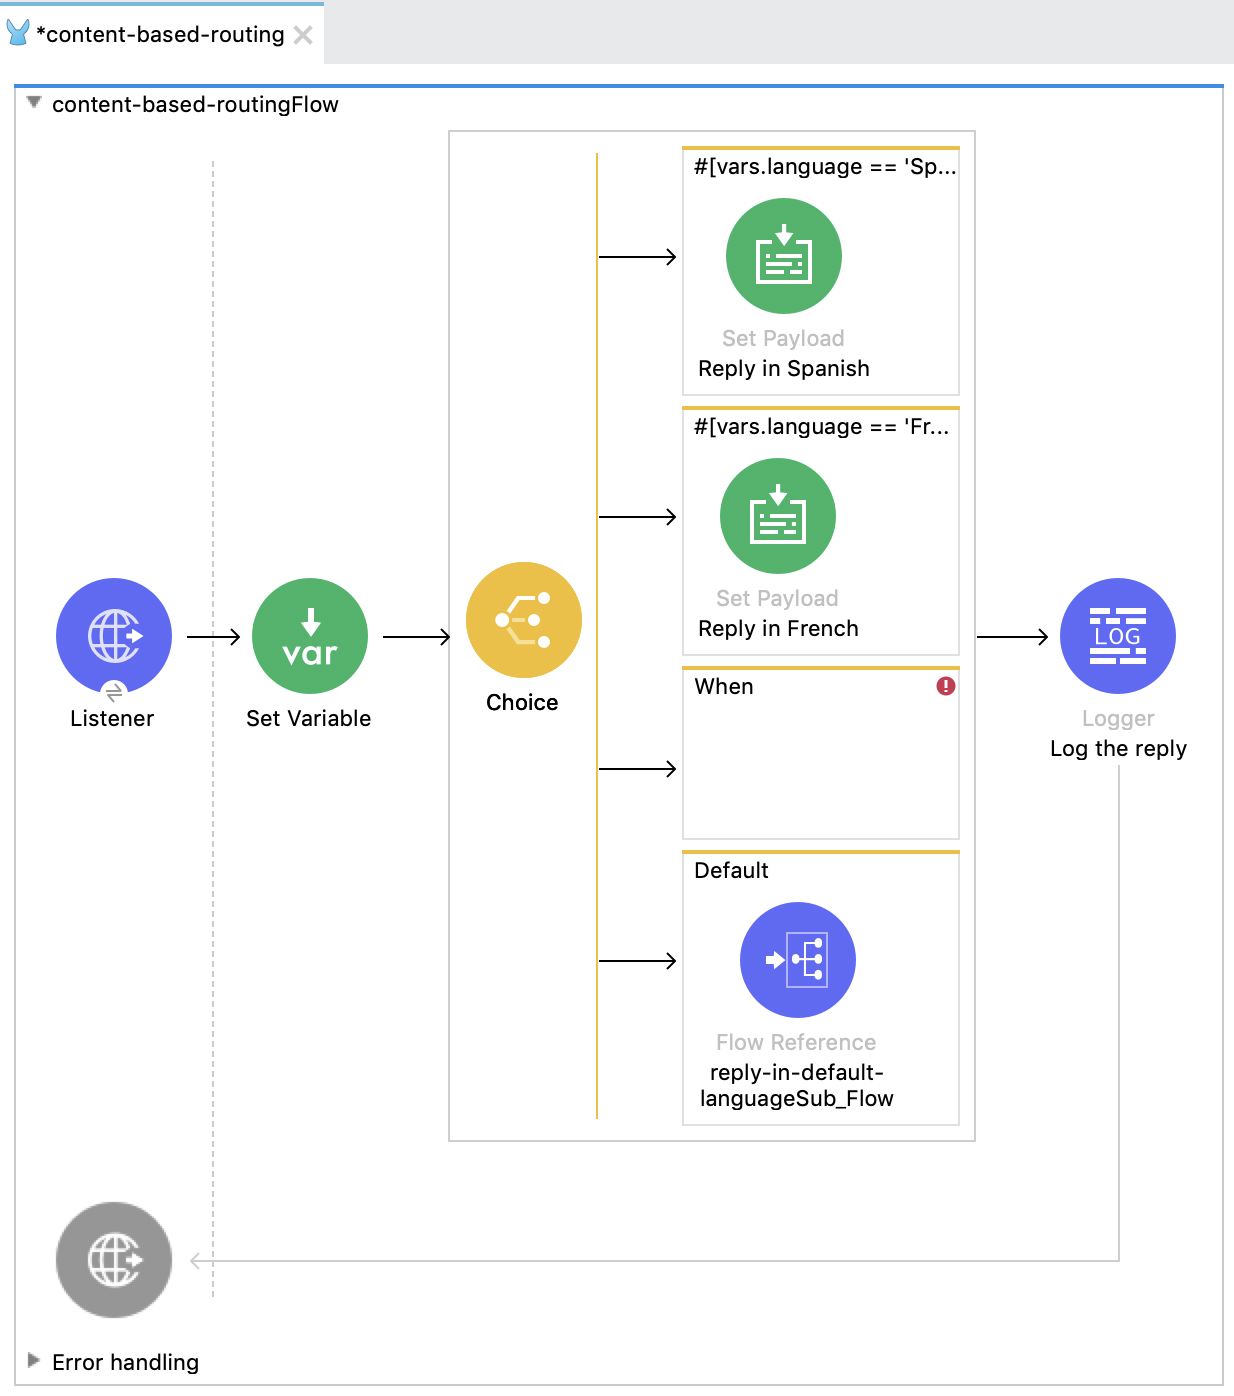 *content-based-routing
content-based-routingFlow
#[vars.language == 'Sp...
Set Payload
Reply in Spanish
#[vars.language == 'Fr...
Set Payload
Reply in French
When
Default
Flow Reference
reply-in-default-
languageSub_Flow
Listener
var
Set Variable
Choice
LOG
Logger
Log the reply
Error handling